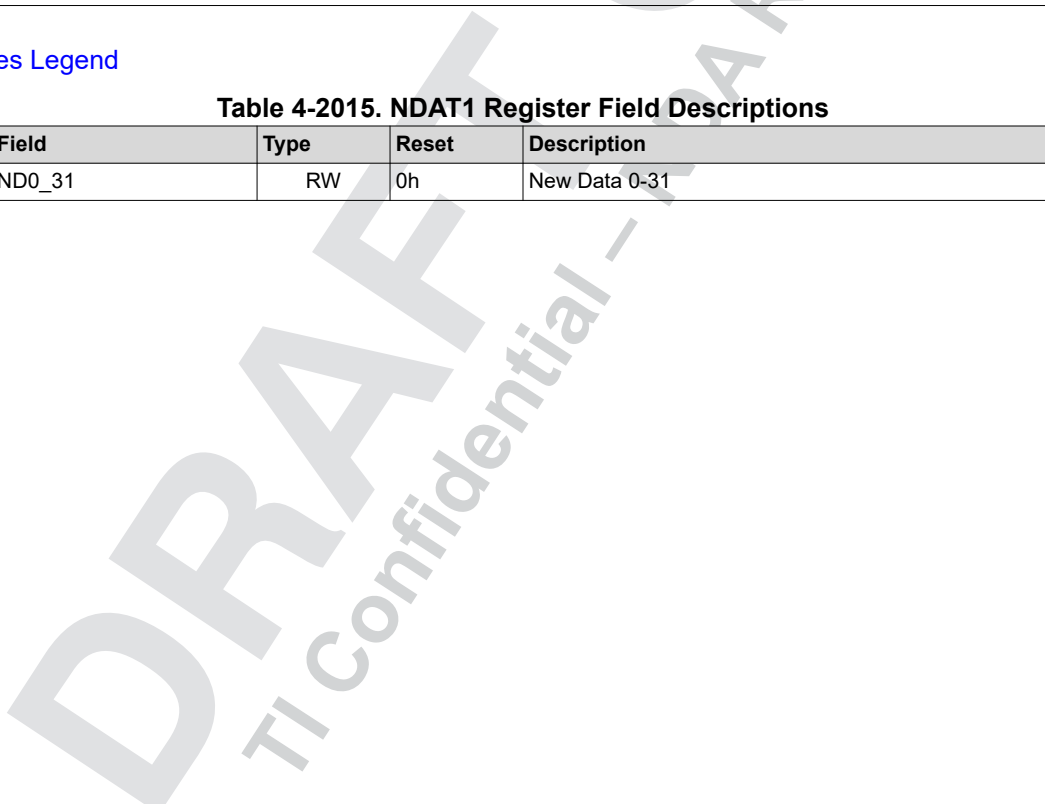 es Legend
Table 4-2015. NDAT1 Register Field Descriptions
Field Type Reset Description
ND0_31 RW 0h New Data 0-31
DRAFT
TI Confidential – NDA